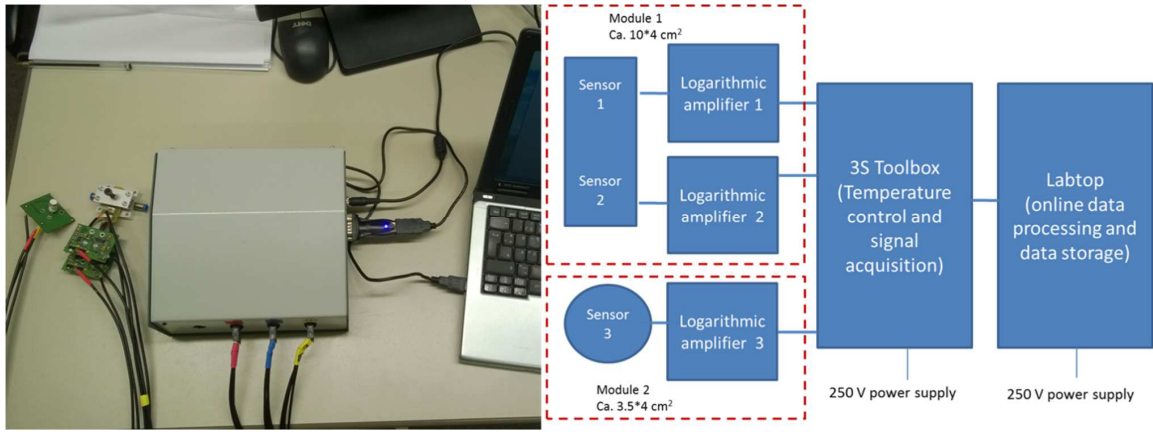 DELL
Module 1
Ca. 10*4 cm²
Sensor
1
Logarithmic
amplifier 1
Sensor
2
Logarithmic
amplifier 2
Sensor
3
Logarithmic
amplifier 3
Module 2
Ca. 3.5*4 cm²
3S Toolbox
(Temperature
control and
signal
acquisition)
250 V power supply
Labtop
(online data
processing and
data storage)
250 V power supply